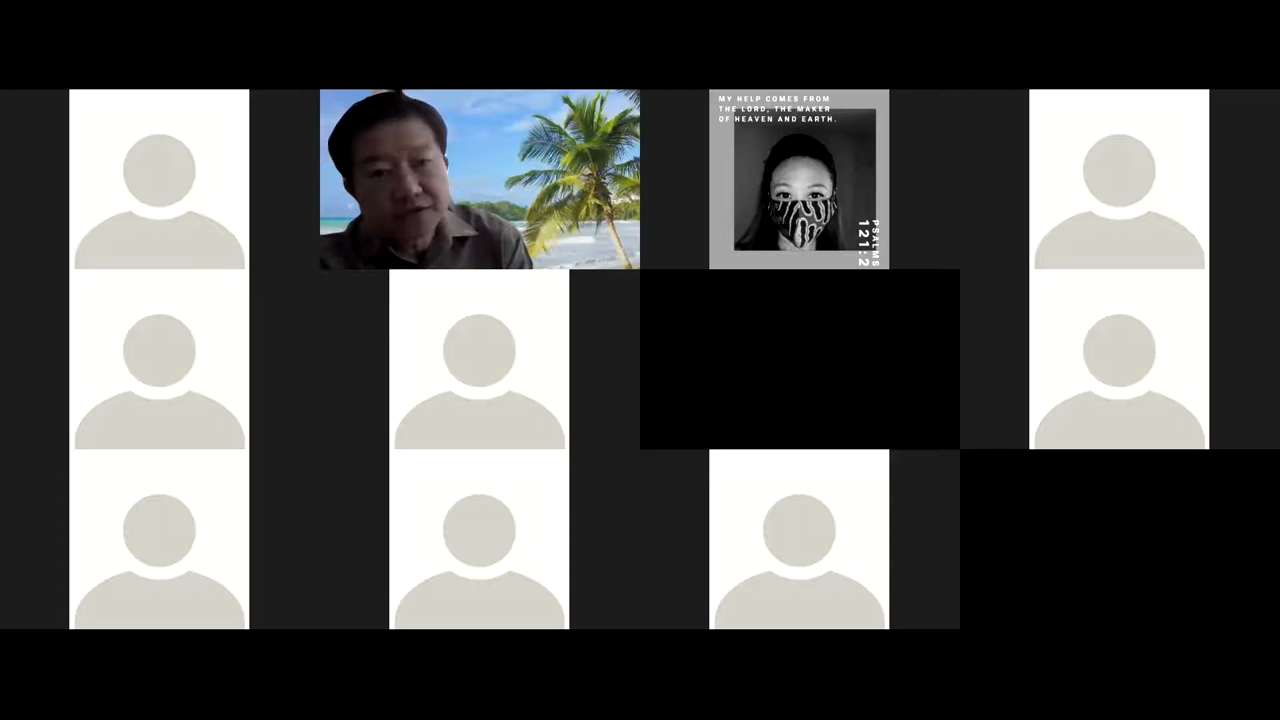 MY HELP COMES FROM
THE LORD, THE MAKER
OF HEAVEN AND EARTH.
PSALMS
121:2